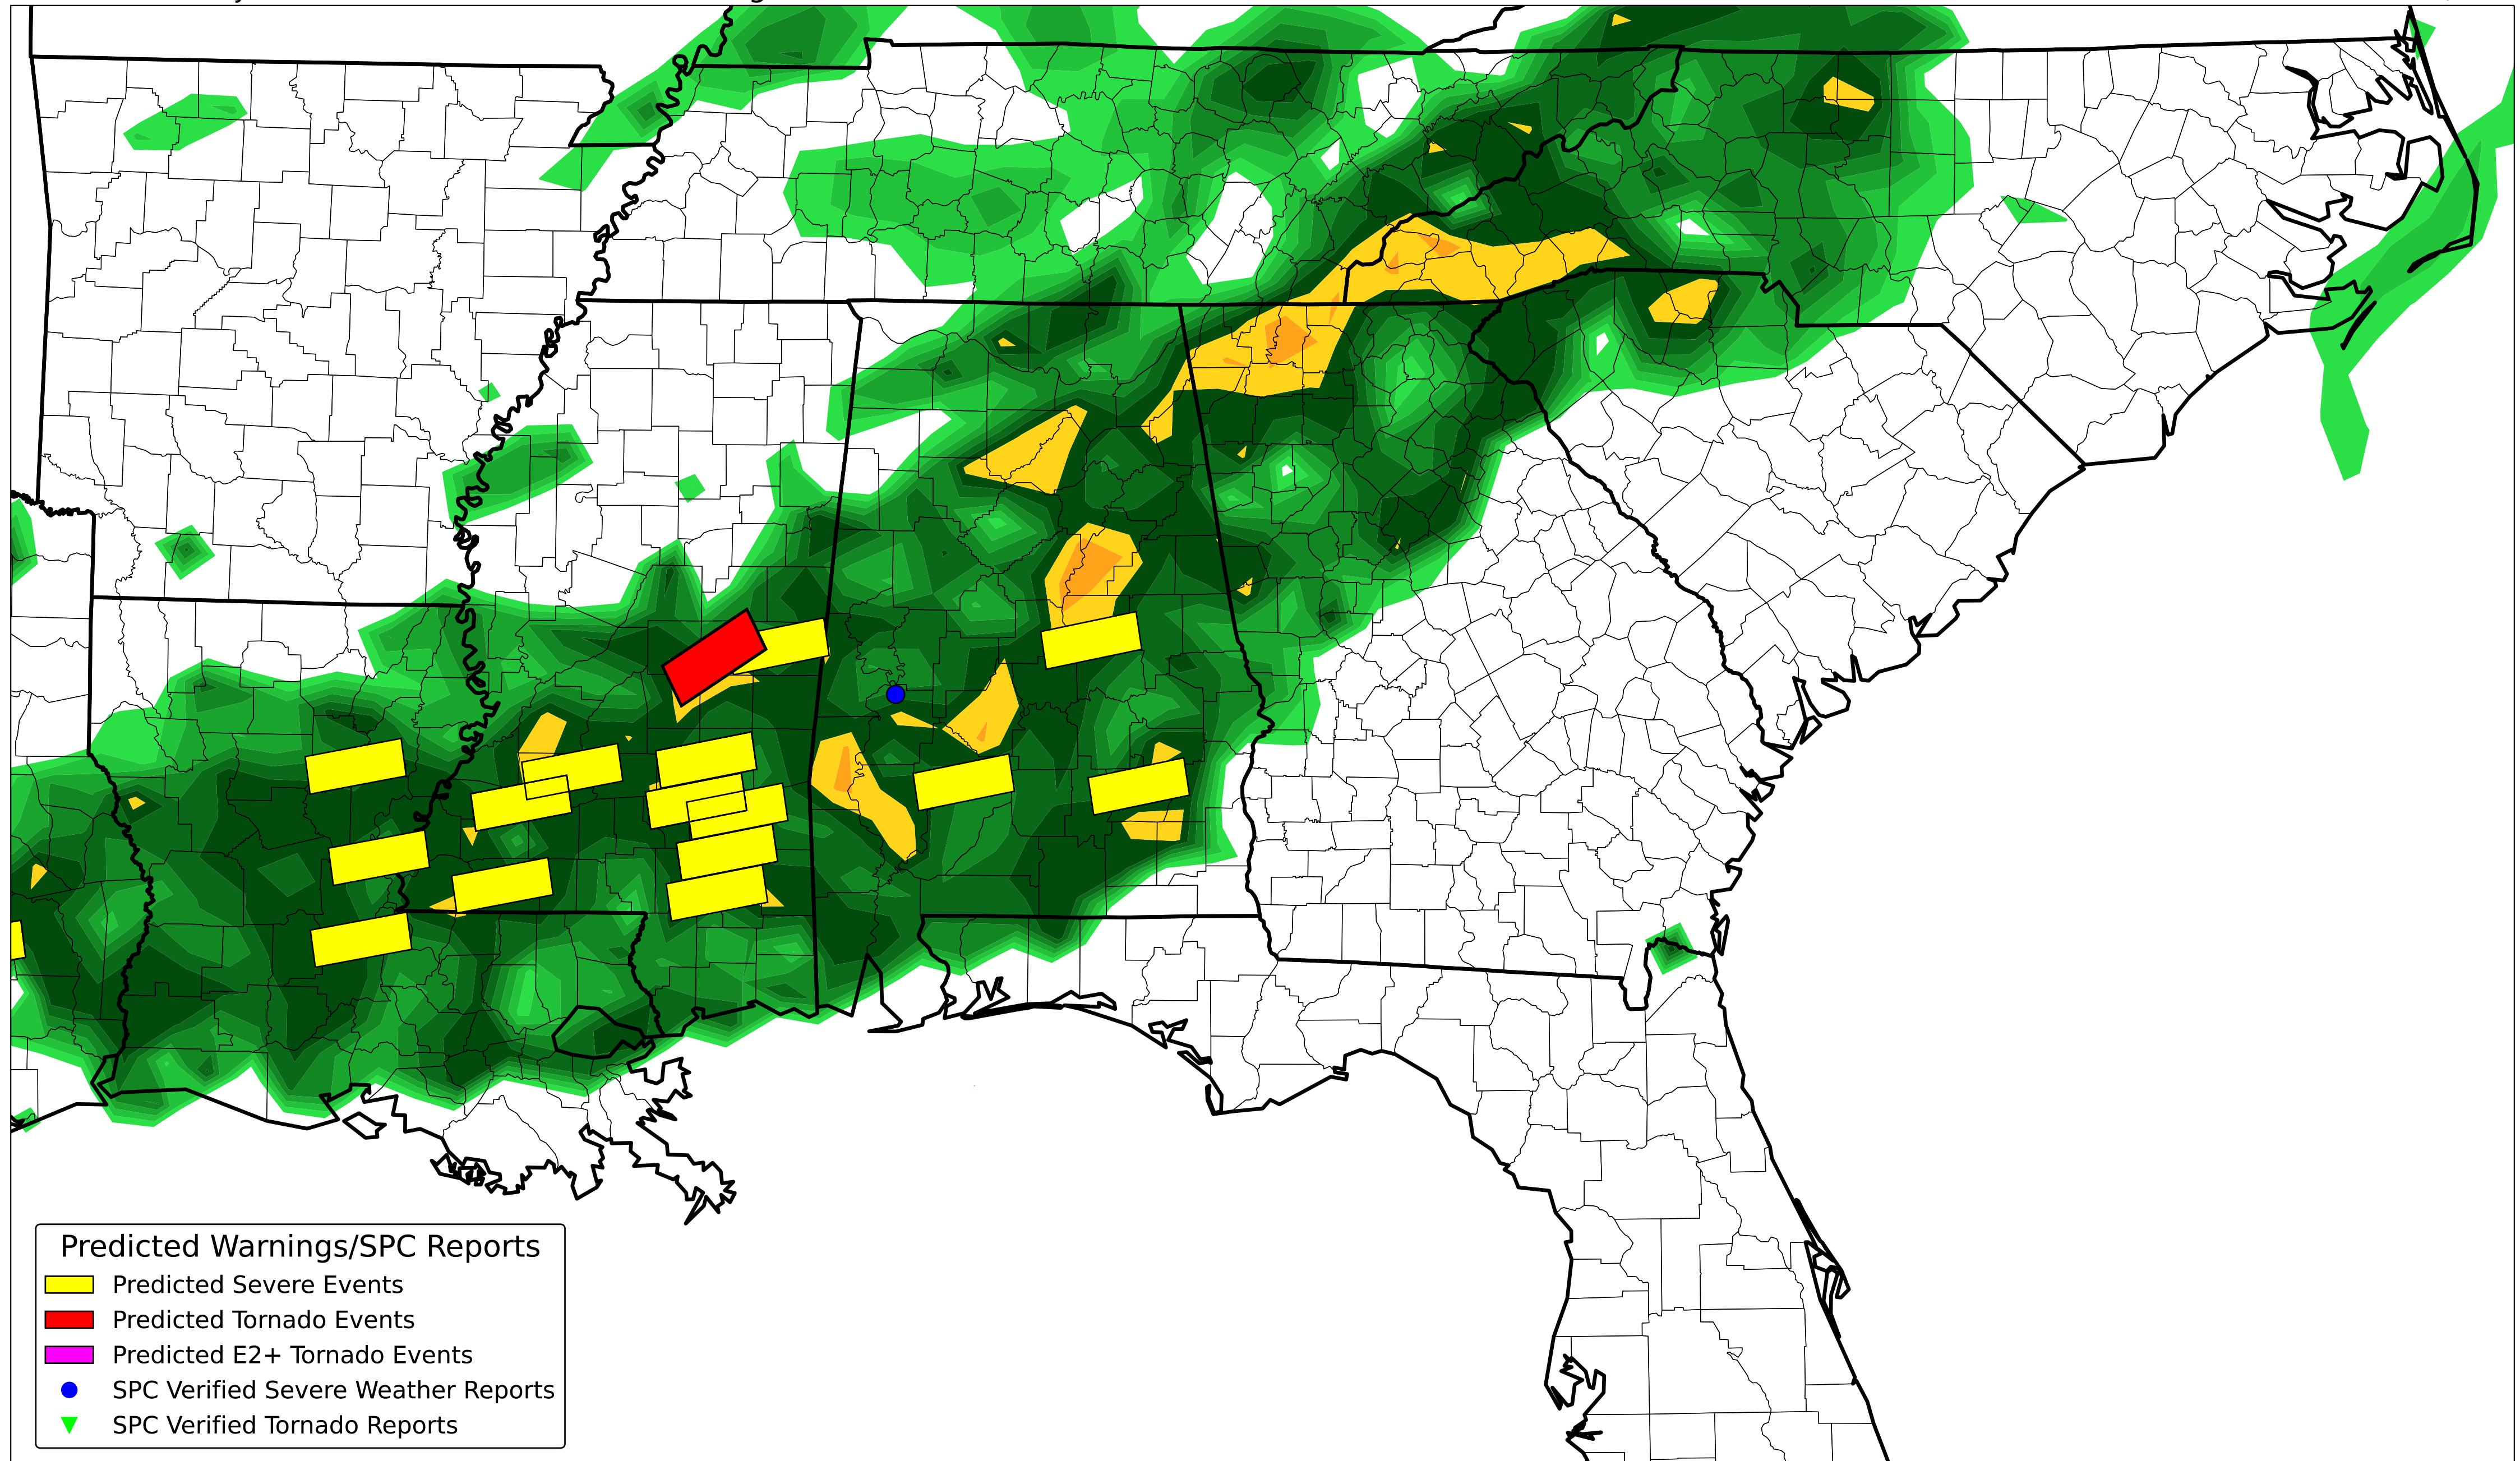 Predicted Warnings/SPC Reports
Predicted Severe Events
Predicted Tornado Events
Predicted E2+ Tornado Events
SPC Verified Severe Weather Reports
SPC Verified Tornado Reports